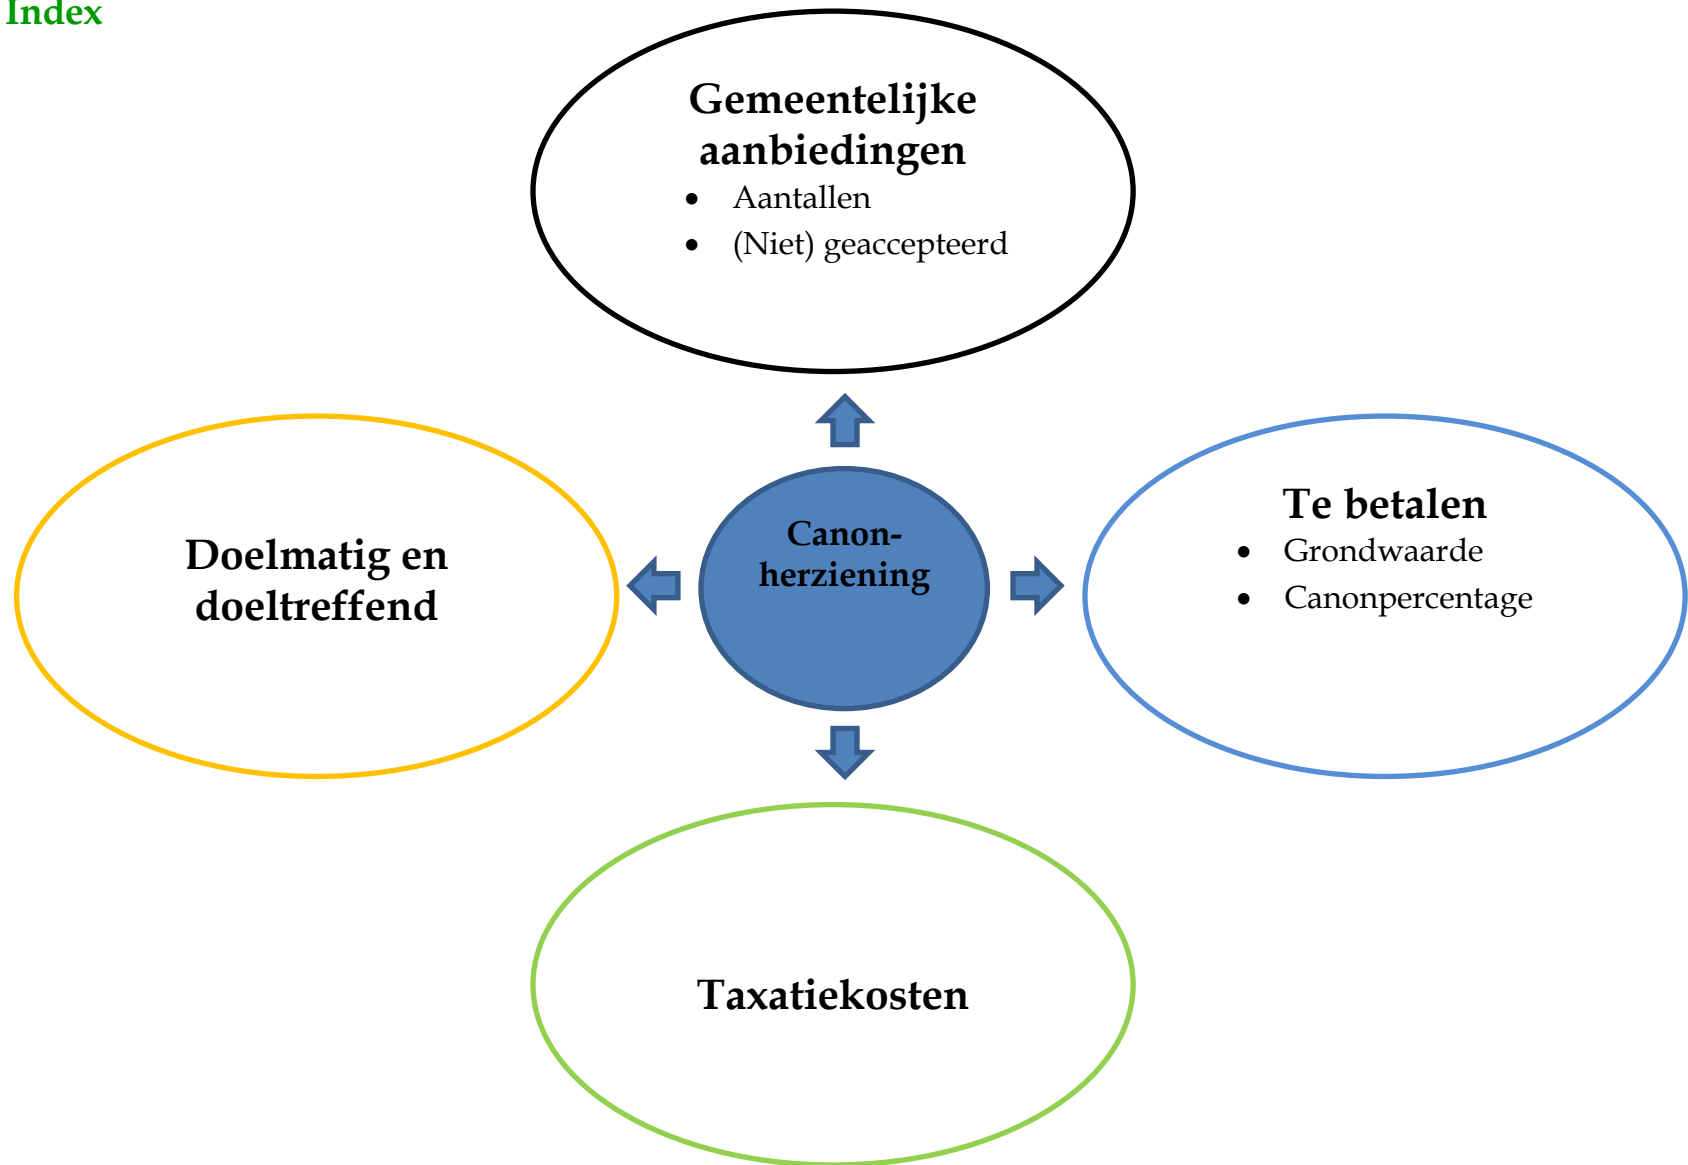 Index
Gemeentelijke
aanbiedingen
• Aantallen
• (Niet) geaccepteerd
Doelmatig en
doeltreffend
Canon-
herziening
Te betalen
• Grondwaarde
• Canonpercentage
Taxatiekosten